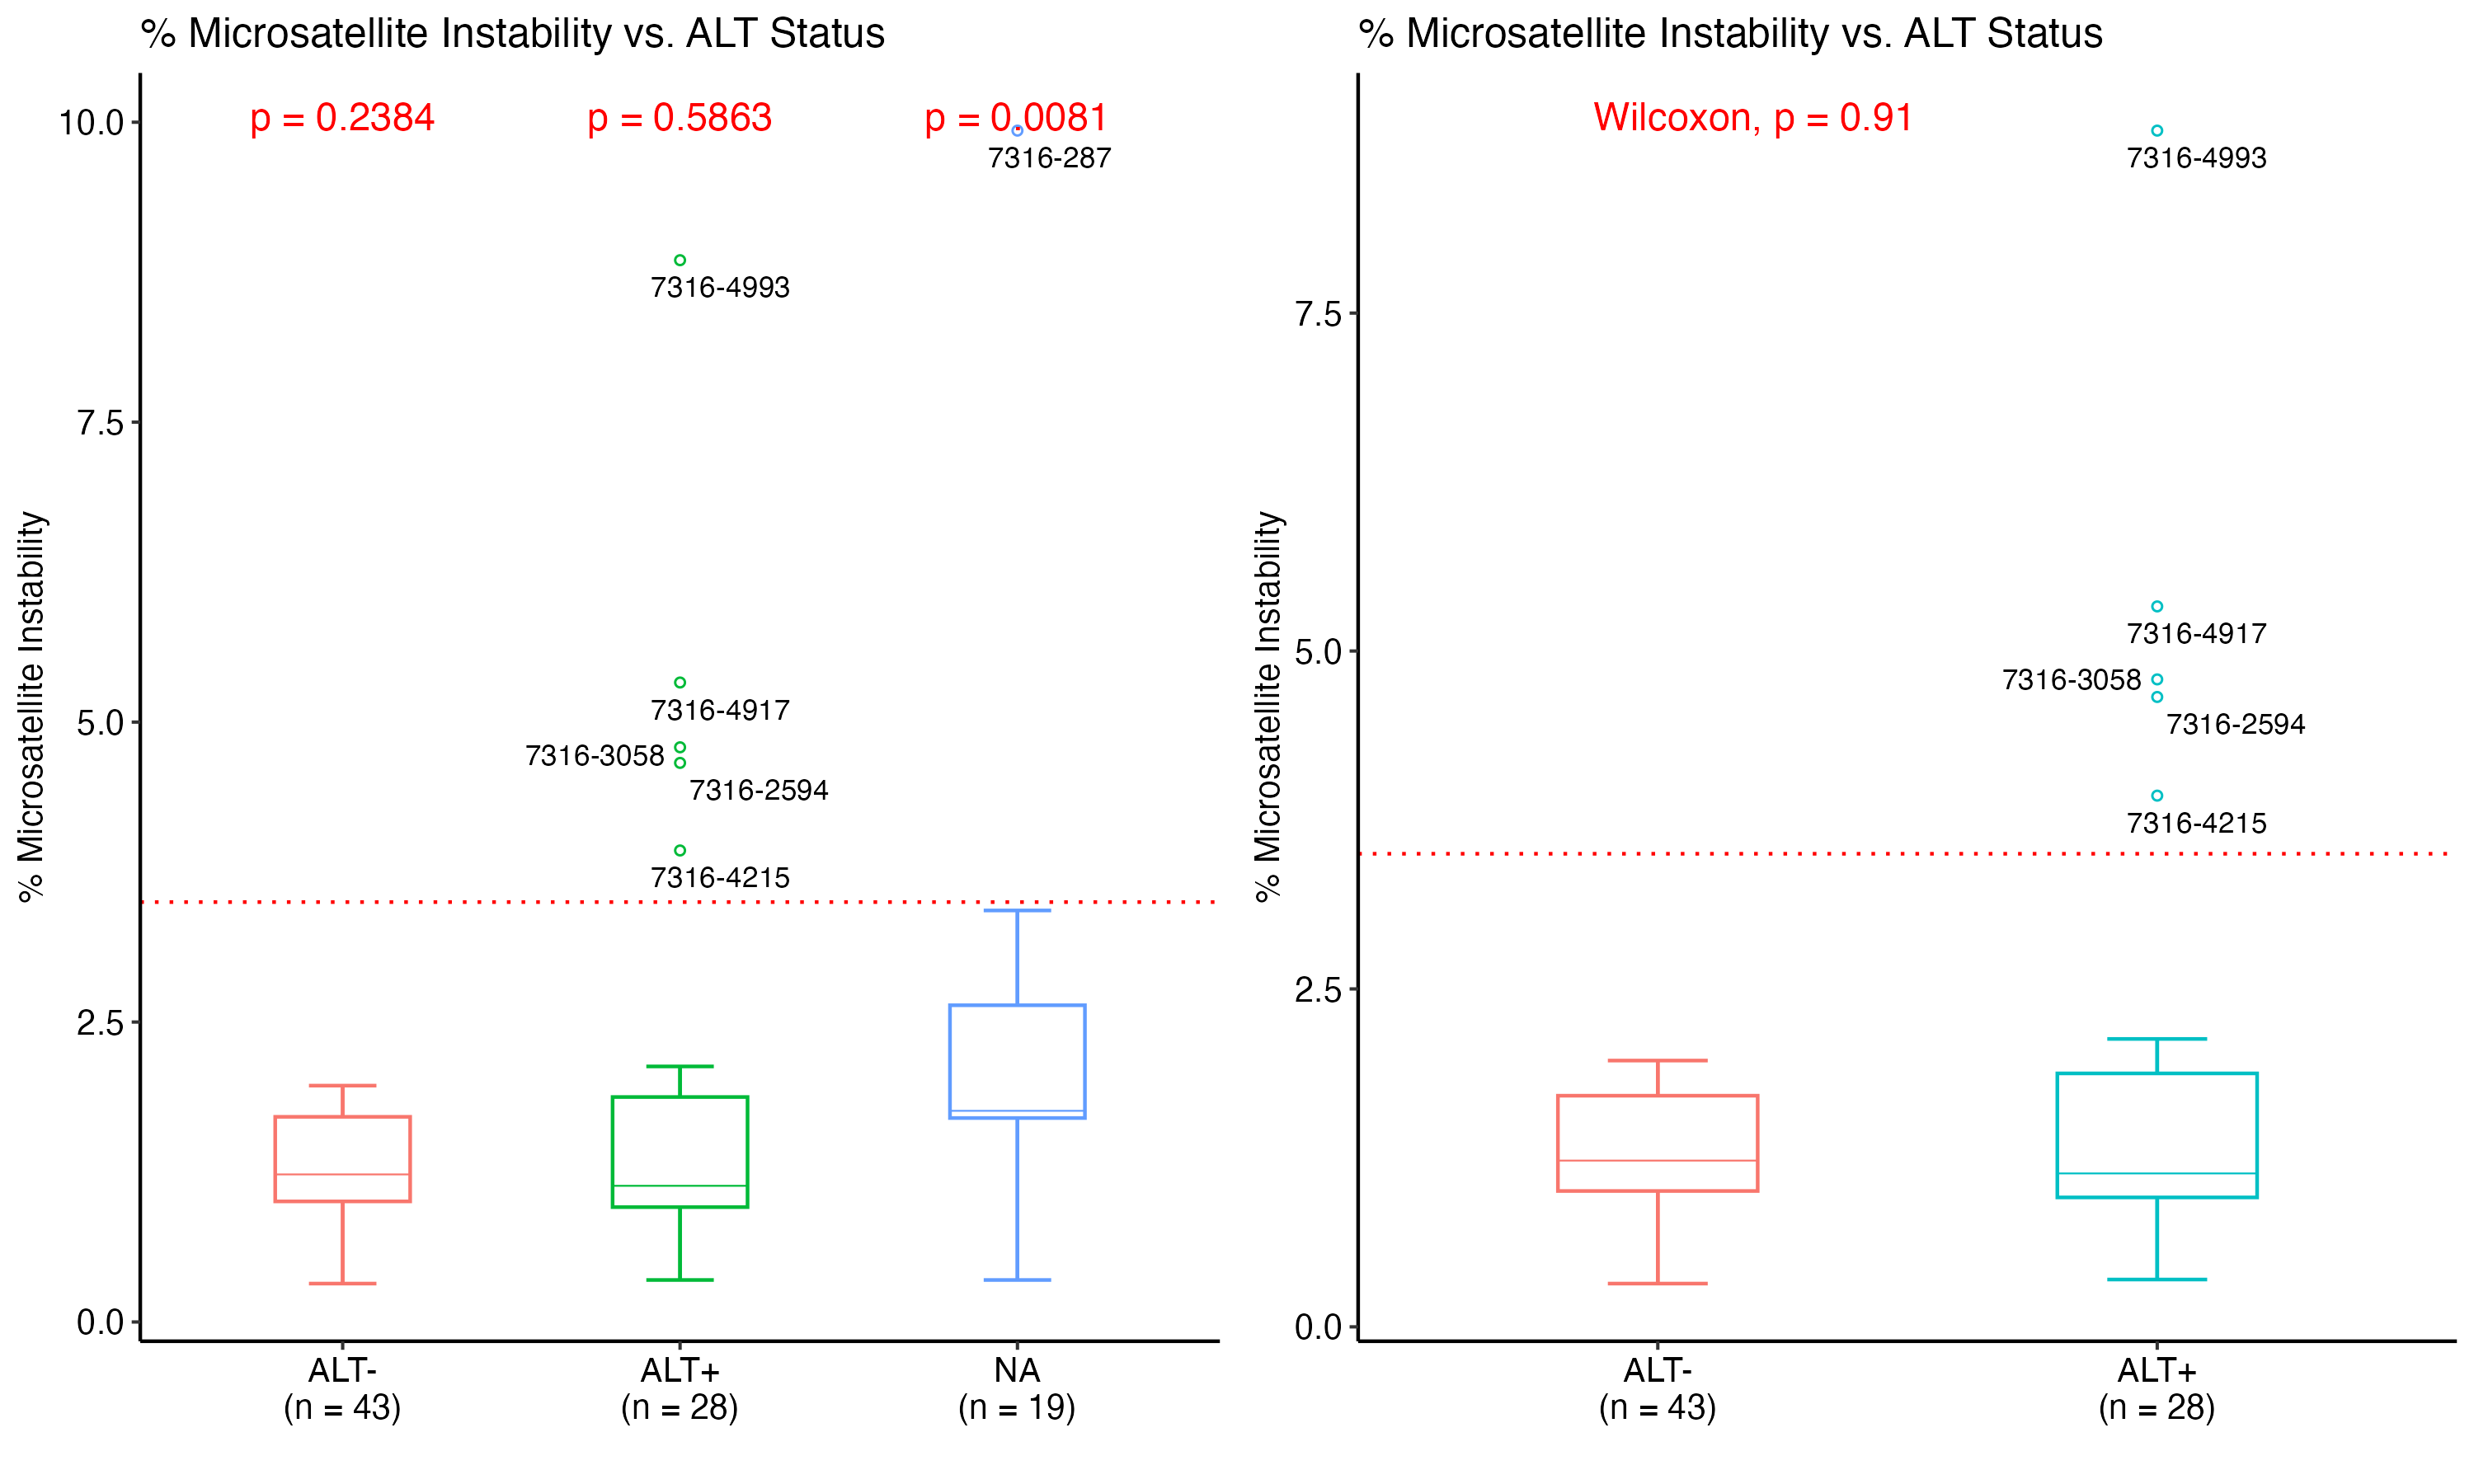 % Microsatellite Instability vs. ALT Status
p = 0.2384
p = 0.5863
p = 0.0081
7316-287
7316-4993
7316-4917
7316-3058
7316-2594
7316-4215
% Microsatellite Instability
10.0
7.5
5.0
2.5
0.0
ALT-
(n = 43)
ALT+
(n = 28)
NA
(n = 19)
% Microsatellite Instability vs. ALT Status
Wilcoxon, p = 0.91
7316-4993
7316-4917
7316-3058
7316-2594
7316-4215
% Microsatellite Instability
7.5
5.0
2.5
0.0
ALT-
(n = 43)
ALT+
(n = 28)